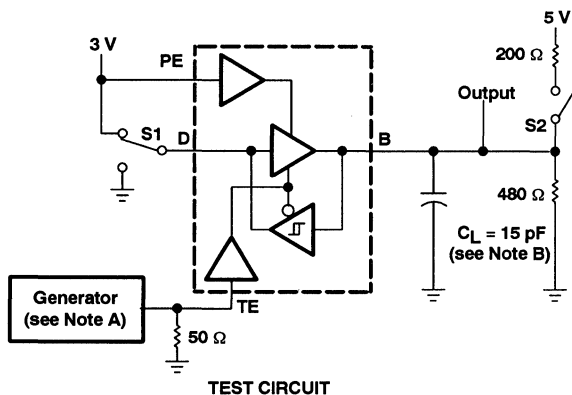 5 V
3 V
PE
200 Ω
Output
S1
D
S2
B
480 Ω
CL = 15 pF
(see Note B)
Generator
(see Note A)
TE
50 Ω
TEST CIRCUIT